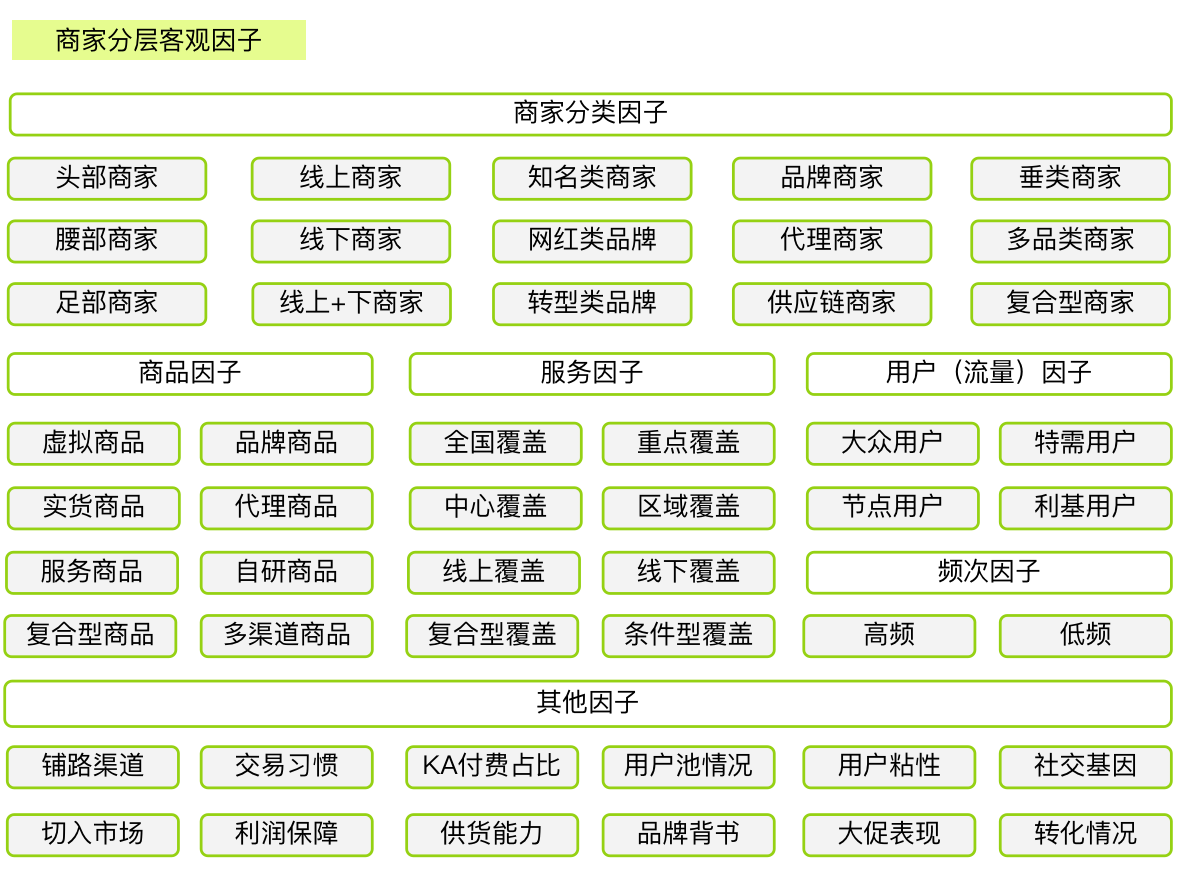 商家分层客观因子
商家分类因子
头部商家 线上商家 知名类商家 品牌商家 垂类商家
腰部商家 线下商家 网红类品牌 代理商家 多品类商家
足部商家 线上+下商家 转型类品牌 供应链商家 复合型商家
商品因子 服务因子 用户（流量）因子
虚拟商品 品牌商品 全国覆盖 重点覆盖 大众用户 特需用户
实货商品 代理商品 中心覆盖 区域覆盖 节点用户 利基用户
服务商品 自研商品 线上覆盖 线下覆盖 频次因子
复合型商品 多渠道商品 复合型覆盖 条件型覆盖 高频 低频
其他因子
铺路渠道 交易习惯 KA付费占比 用户池情况 用户粘性 社交基因
切入市场 利润保障 供货能力 品牌背书 大促表现 转化情况